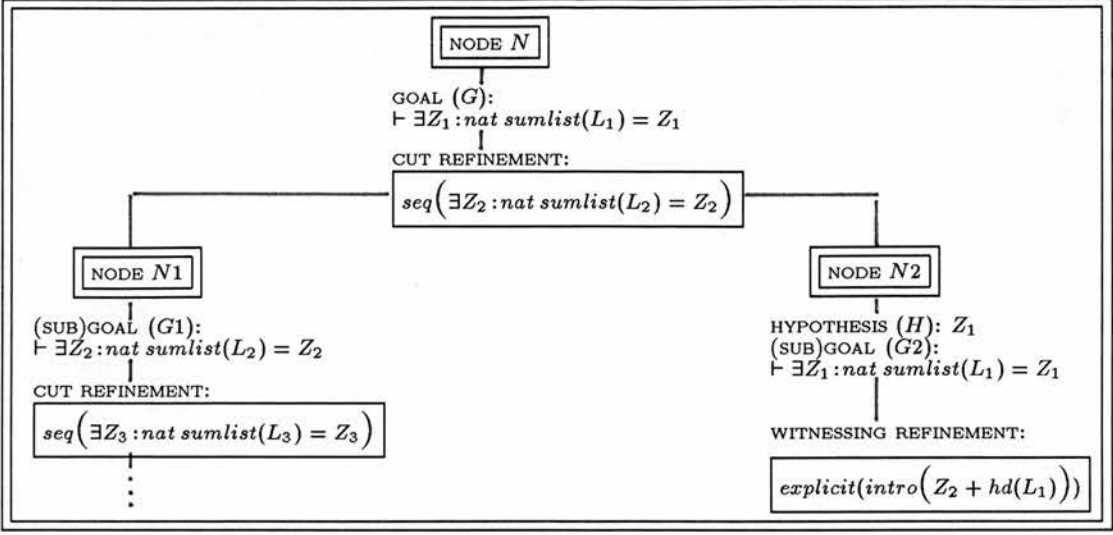 NODE N
GOAL (G):
⊢ ∃Z₁:nat sumlist(L₁) = Z₁
CUT REFINEMENT:
seq(∃Z₂:nat sumlist(L₂) = Z₂)
NODE N1
(SUB)GOAL (G1):
⊢ ∃Z₂:nat sumlist(L₂) = Z₂
CUT REFINEMENT:
seq(∃Z₃:nat sumlist(L₃) = Z₃)
NODE N2
HYPOTHESIS (H): Z₁
(SUB)GOAL (G2):
⊢ ∃Z₁:nat sumlist(L₁) = Z₁
WITNESSING REFINEMENT:
explicit(intro(Z₂ + hd(L₁)))